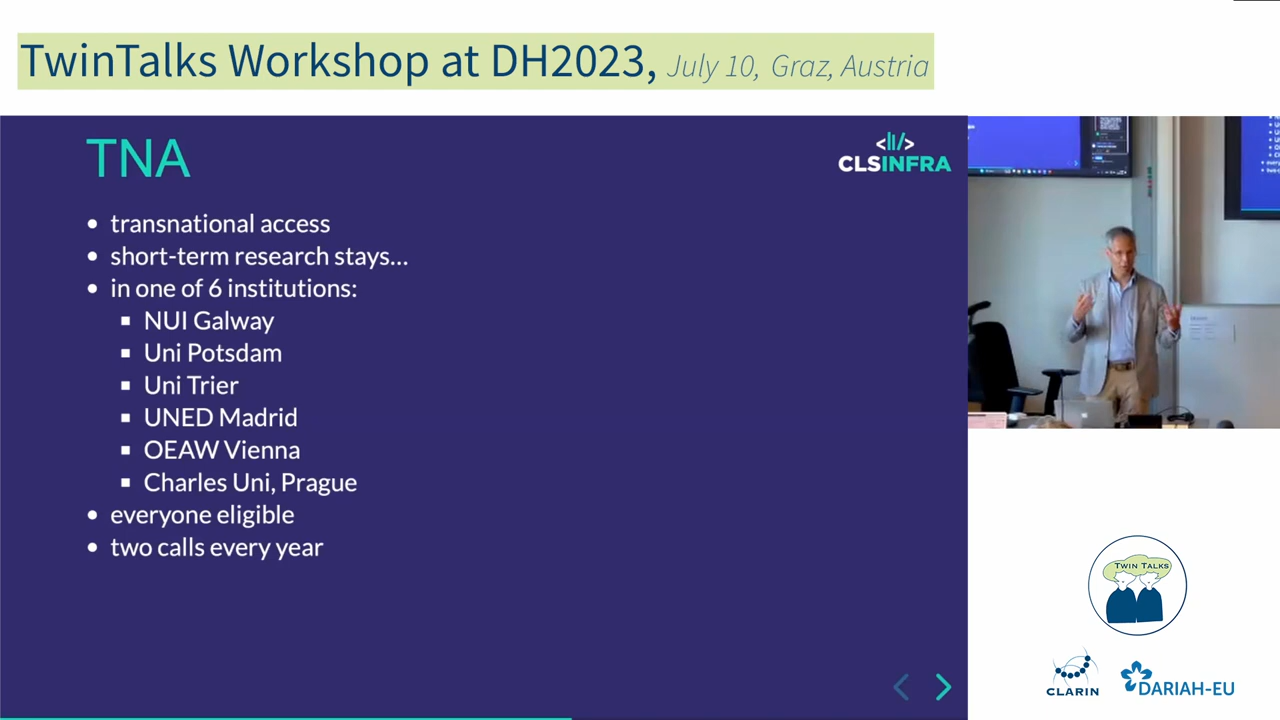 TwinTalks Workshop at DH2023, July 10, Graz, Austria
TNA
</>
CLSINFRA
• transnational access
• short-term research stays...
• in one of 6 institutions:
▪ NUI Galway
▪ Uni Potsdam
▪ Uni Trier
▪ UNED Madrid
▪ OEAW Vienna
▪ Charles Uni, Prague
• everyone eligible
• two calls every year
TWIN TALKS
CLARIN
DARIAH-EU